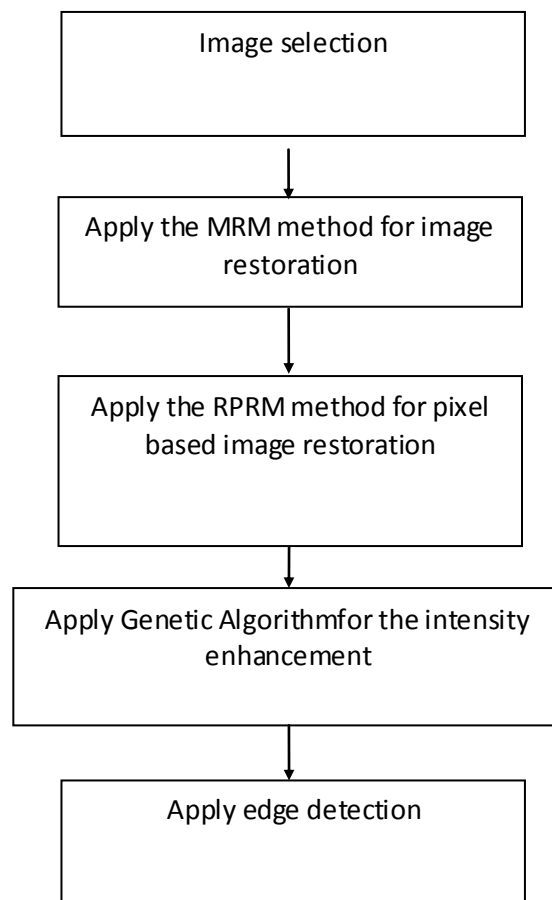 Image selection
Apply the MRM method for image
restoration
Apply the RPRM method for pixel
based image restoration
Apply Genetic Algorithmfor the intensity
enhancement
Apply edge detection